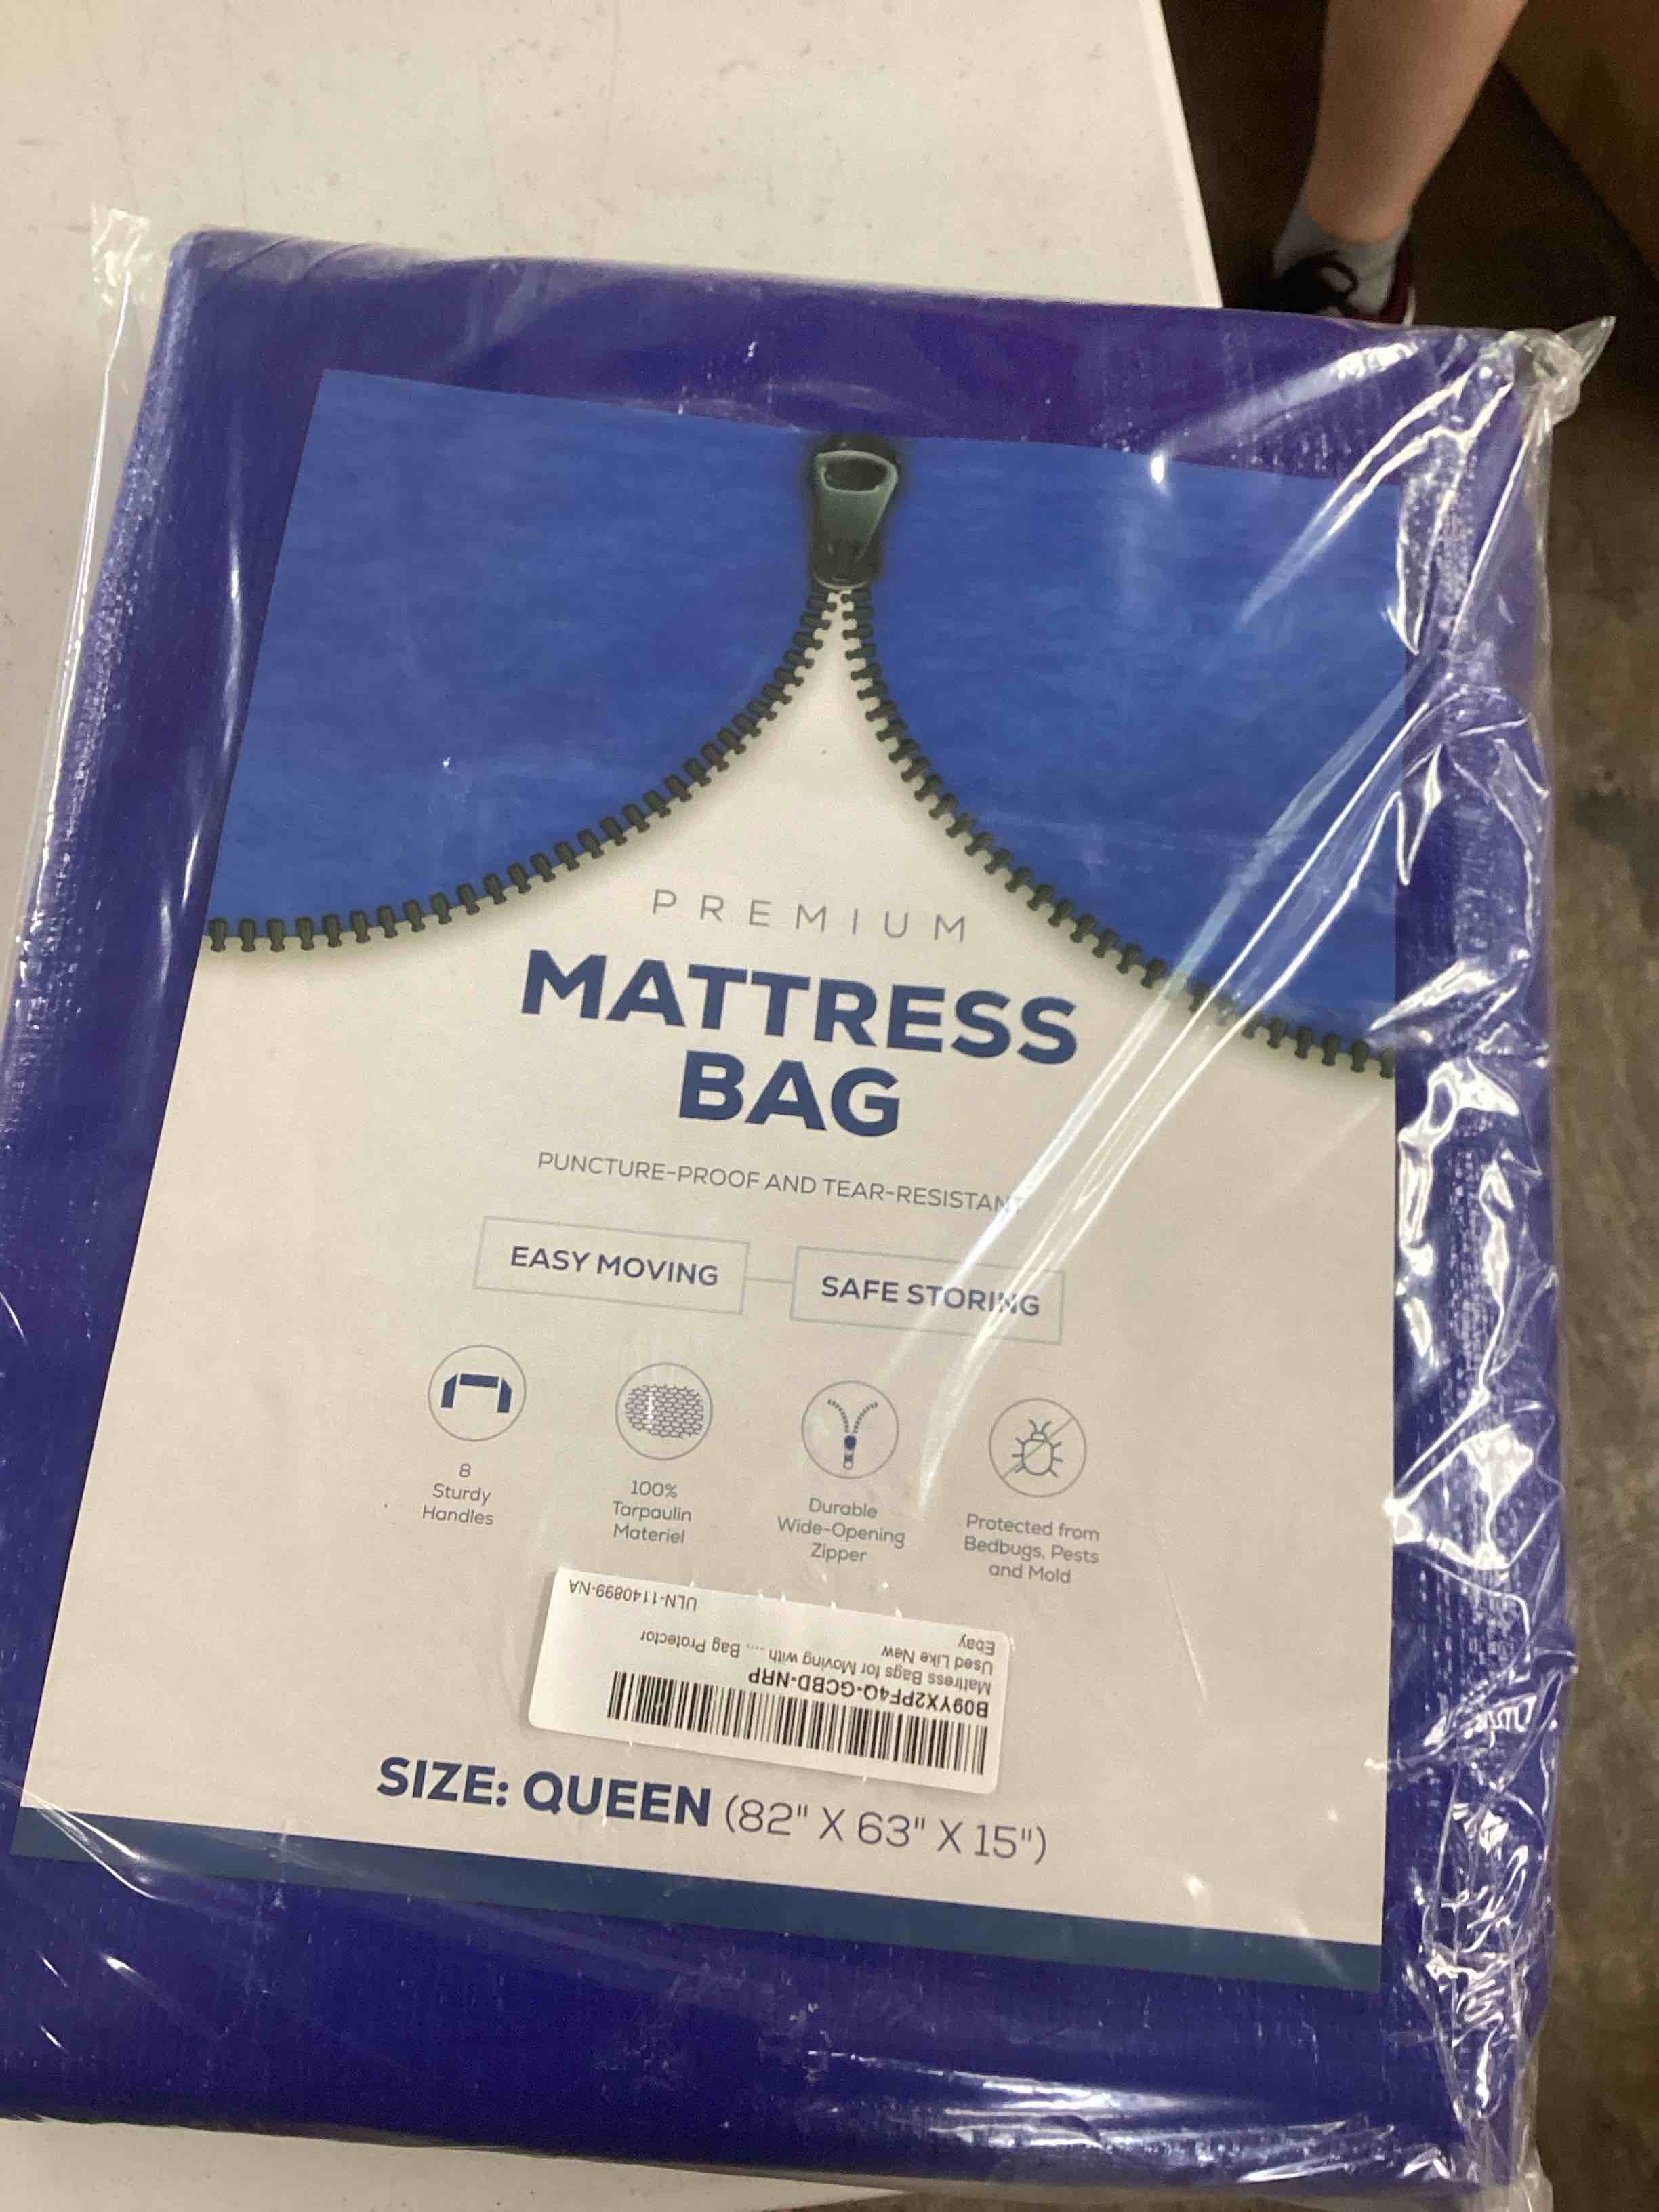 PREMIUM
MATTRESS
BAG
PUNCTURE-PROOF AND TEAR-RESISTANT
EASY MOVING
SAFE STORING
8
Sturdy
Handles
100%
Tarpaulin
Materiel
Durable
Wide-Opening
Zipper
Protected from
Bedbugs, Pests
and Mold
B09YX2PF4Q-GCBD-NRP
Mattress Bags for Moving with .... Bag Protector
Used Like New
Ebay
ULN-1140899-NA
SIZE: QUEEN (82" X 63" X 15")